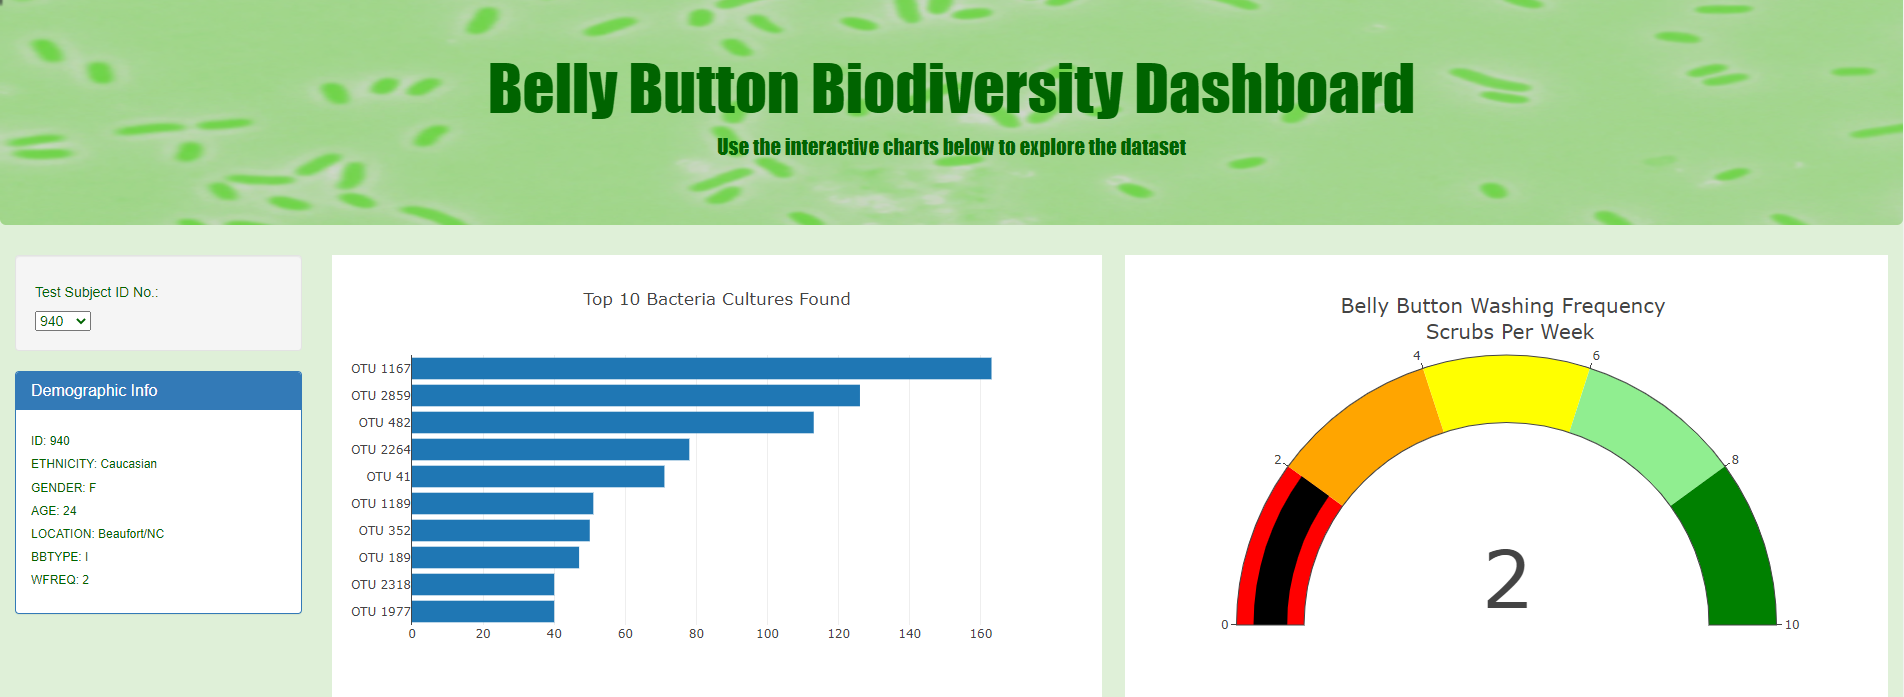 Belly Button Biodiversity Dashboard
Use the interactive charts below to explore the dataset
Test Subject ID No.:
940
Demographic Info
ID: 940
ETHNICITY: Caucasian
GENDER: F
AGE: 24
LOCATION: Beaufort/NC
BBTYPE: I
WFREQ: 2
Top 10 Bacteria Cultures Found
OTU 1167
OTU 2859
OTU 482
OTU 2264
OTU 41
OTU 1189
OTU 352
OTU 189
OTU 2318
OTU 1977
0 20 40 60 80 100 120 140 160
Belly Button Washing Frequency
Scrubs Per Week
4 6
2 8
2
0 10